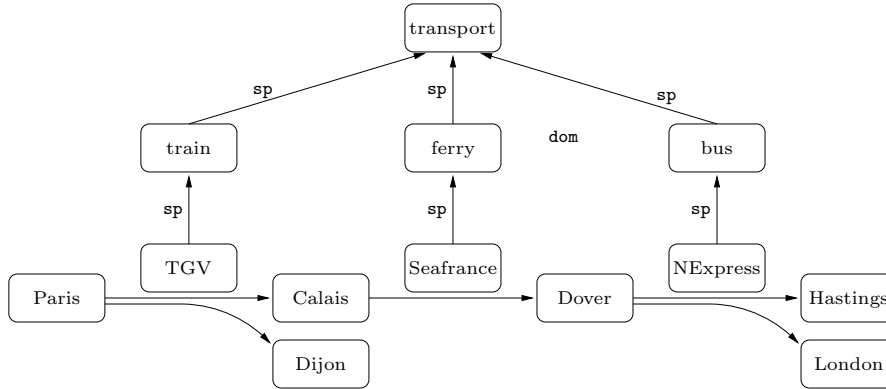 transport
sp sp sp
train ferry dom bus
sp sp sp
TGV Seafrance NExpress
Paris Calais Dover Hastings
Dijon London